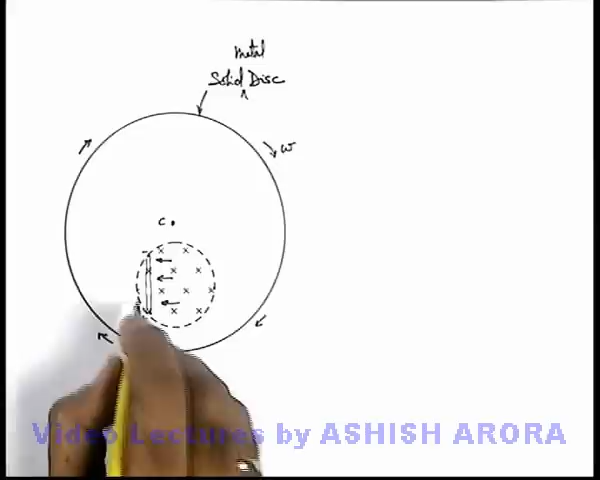 Metal
Solid Disc
ω
C
x x
x x x
x x x
x x
Video Lectures by ASHISH ARORA